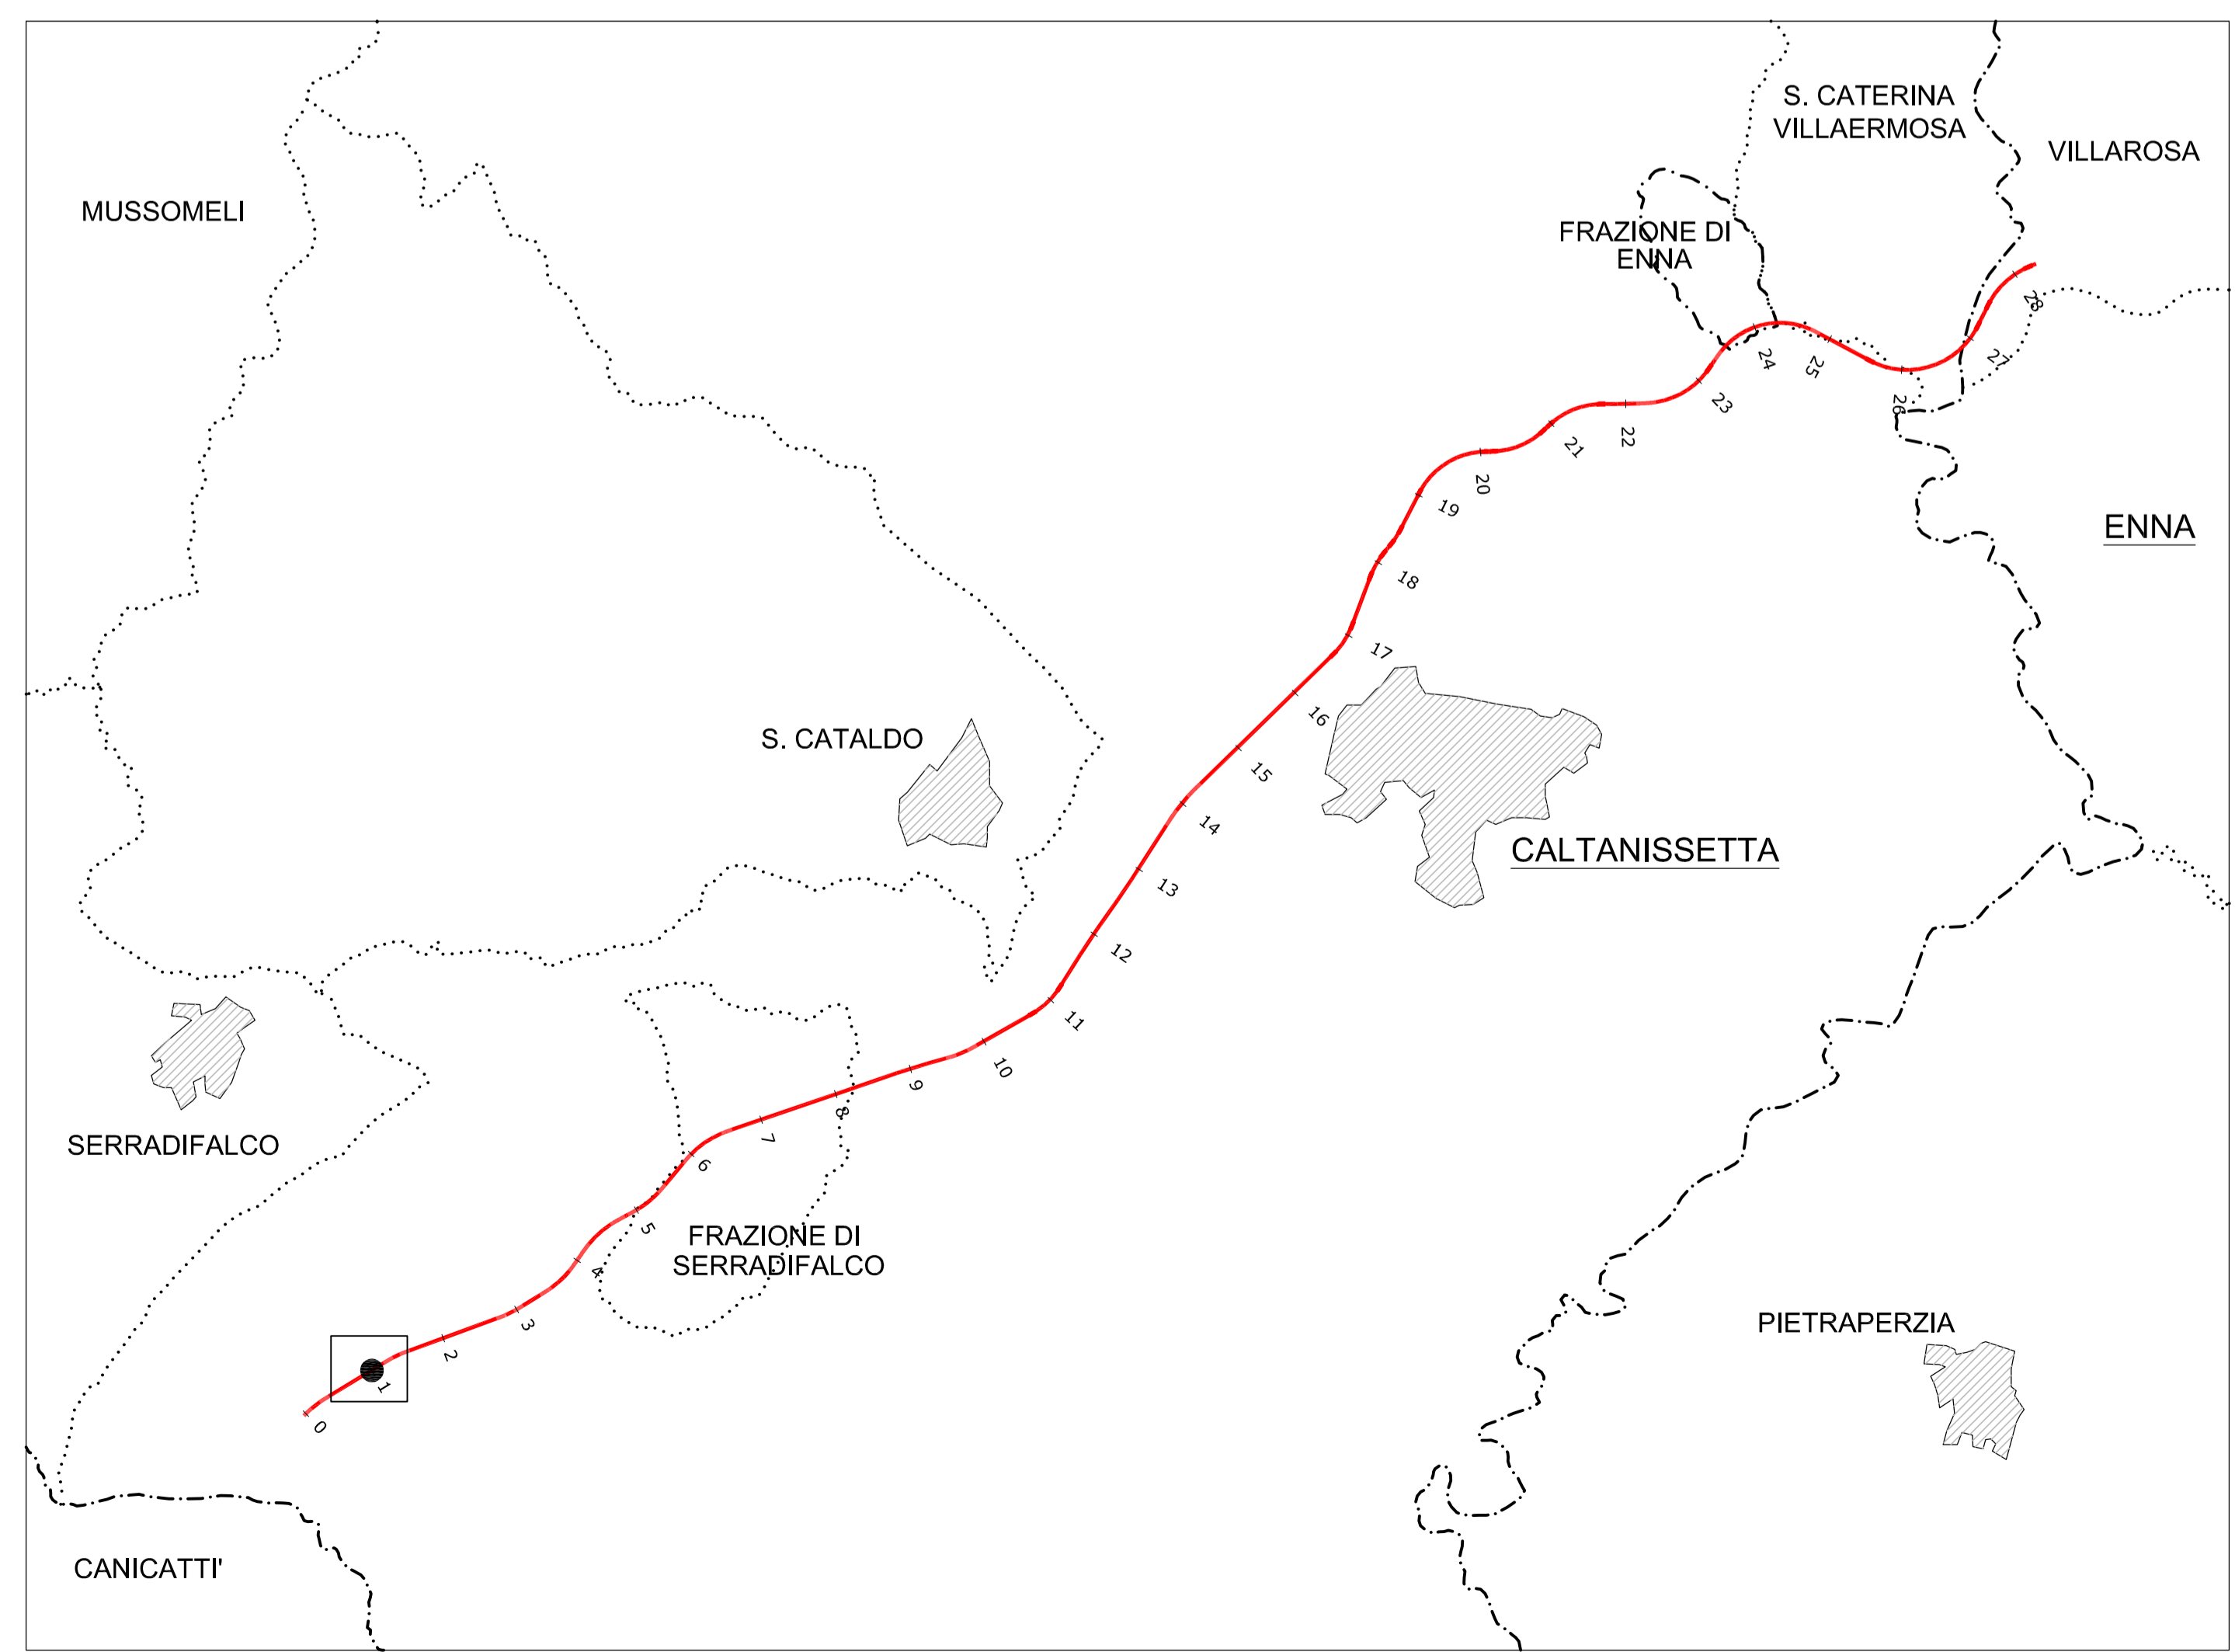 S. CATERINA
VILLAERMOSA
VILLAROSA
MUSSOMELI
FRAZIONE DI
ENNA
28
27
26
25
24
23
22
21
20
19
18
17
16
15
14
13
12
11
10
9
8
7
6
5
4
3
2
1
0
ENNA
S. CATALDO
CALTANISSETTA
SERRADIFALCO
FRAZIONE DI
SERRADIFALCO
PIETRAPERZIA
CANICATTI'